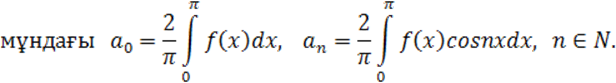 мұндағы a₀ = 2/π ∫₀^π f(x)dx, aₙ = 2/π ∫₀^π f(x)cosnxdx, n ∈ N.